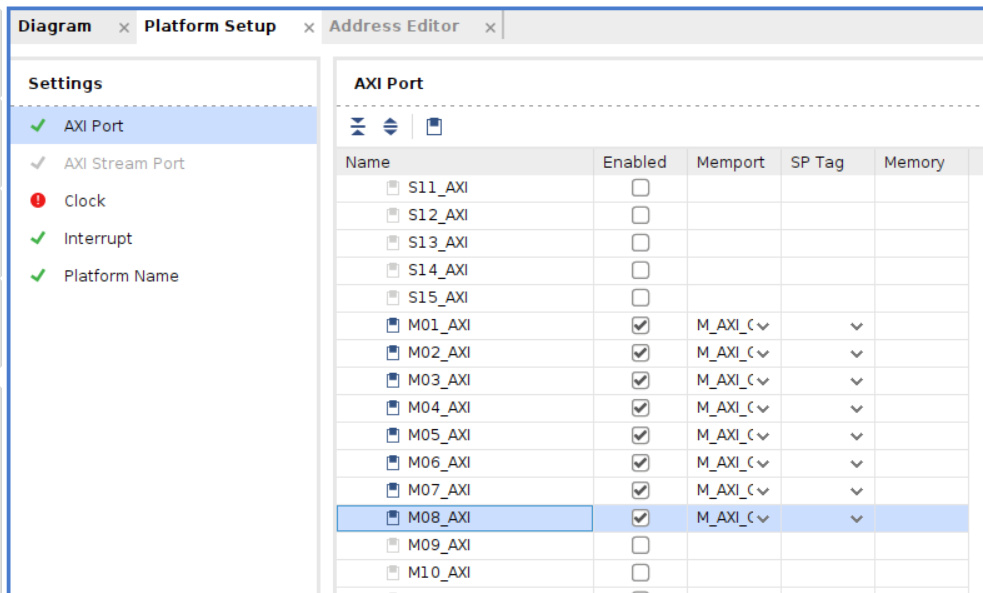 Diagram × Platform Setup × Address Editor ×
Settings
AXI Port
AXI Stream Port
Clock
Interrupt
Platform Name
AXI Port
Name Enabled Memport SP Tag Memory
S11_AXI
S12_AXI
S13_AXI
S14_AXI
S15_AXI
M01_AXI M_AXI_
M02_AXI M_AXI_
M03_AXI M_AXI_
M04_AXI M_AXI_
M05_AXI M_AXI_
M06_AXI M_AXI_
M07_AXI M_AXI_
M08_AXI M_AXI_
M09_AXI
M10_AXI